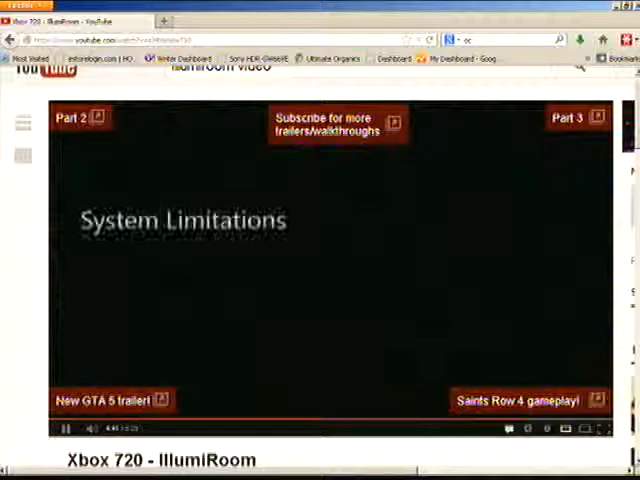 Xbox 720 - IllumiRoom - YouTube
Most Visited
Writer Dashboard
Sony HDR-GW66VE
Ultimate Organics
Dashboard
My Dashboard - Goog...
Bookmarks
YouTube
illumiroom video
Part 2
Subscribe for more
trailers/walkthroughs
Part 3
System Limitations
New GTA 5 trailer!
Saints Row 4 gameplay!
Xbox 720 - IllumiRoom